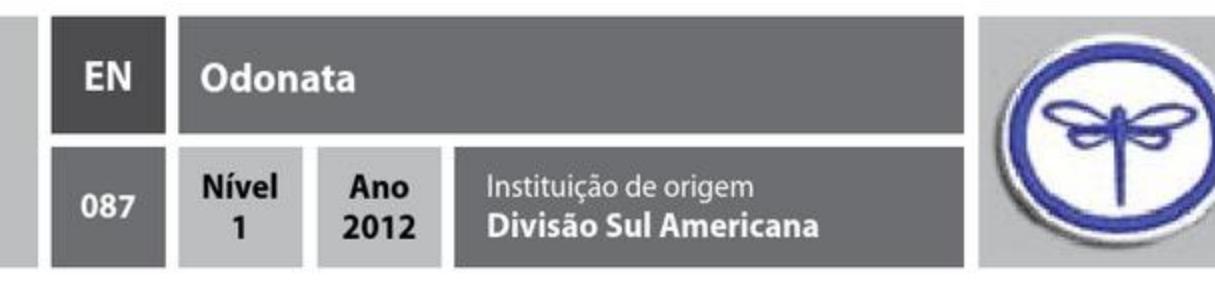 EN
Odonata
087
Nível
1
Ano
2012
Instituição de origem
Divisão Sul Americana